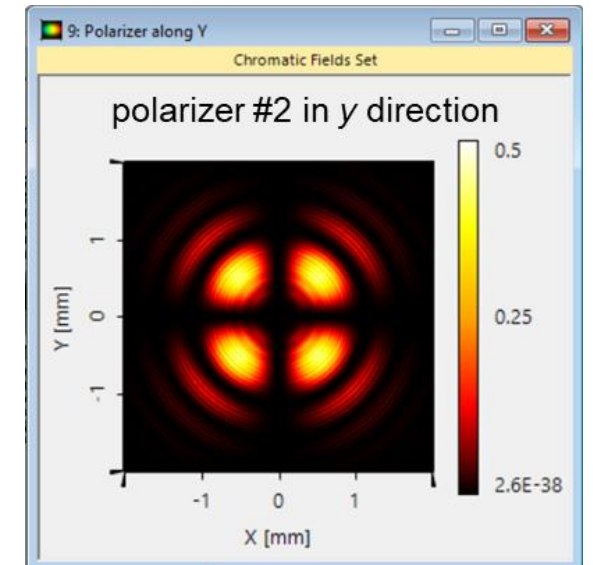 9: Polarizer along Y
Chromatic Fields Set
polarizer #2 in y direction
0.5
0.25
2.6E-38
Y [mm]
1
0
-1
-1
0
1
X [mm]